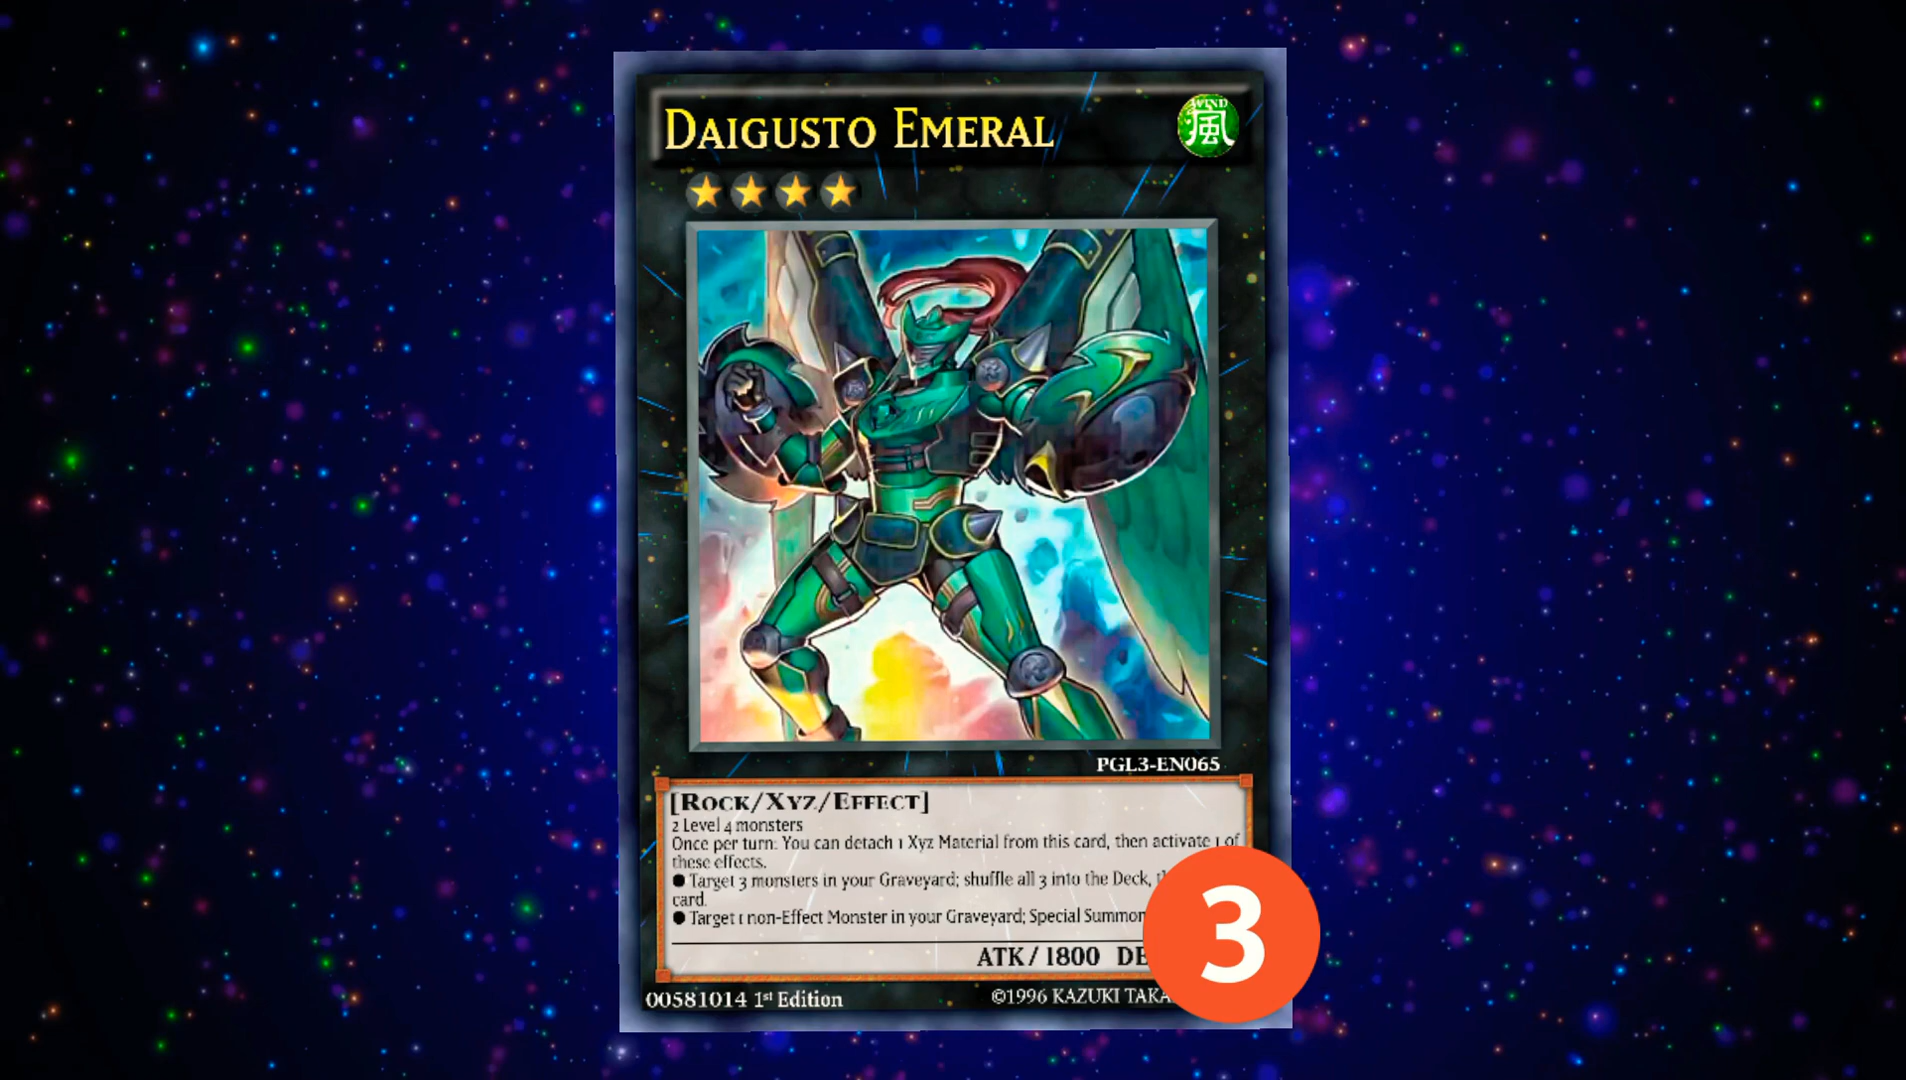 DAIGUSTO EMERAL
WIND
風
PGL3-EN065
[ROCK/XYZ/EFFECT]
2 Level 4 monsters
Once per turn: You can detach 1 Xyz Material from this card, then activate 1 of
these effects.
● Target 3 monsters in your Graveyard; shuffle all 3 into the Deck,
card.
● Target 1 non-Effect Monster in your Graveyard; Special Summon
ATK/1800 DE
3
00581014 1st Edition
©1996 KAZUKI TAKA